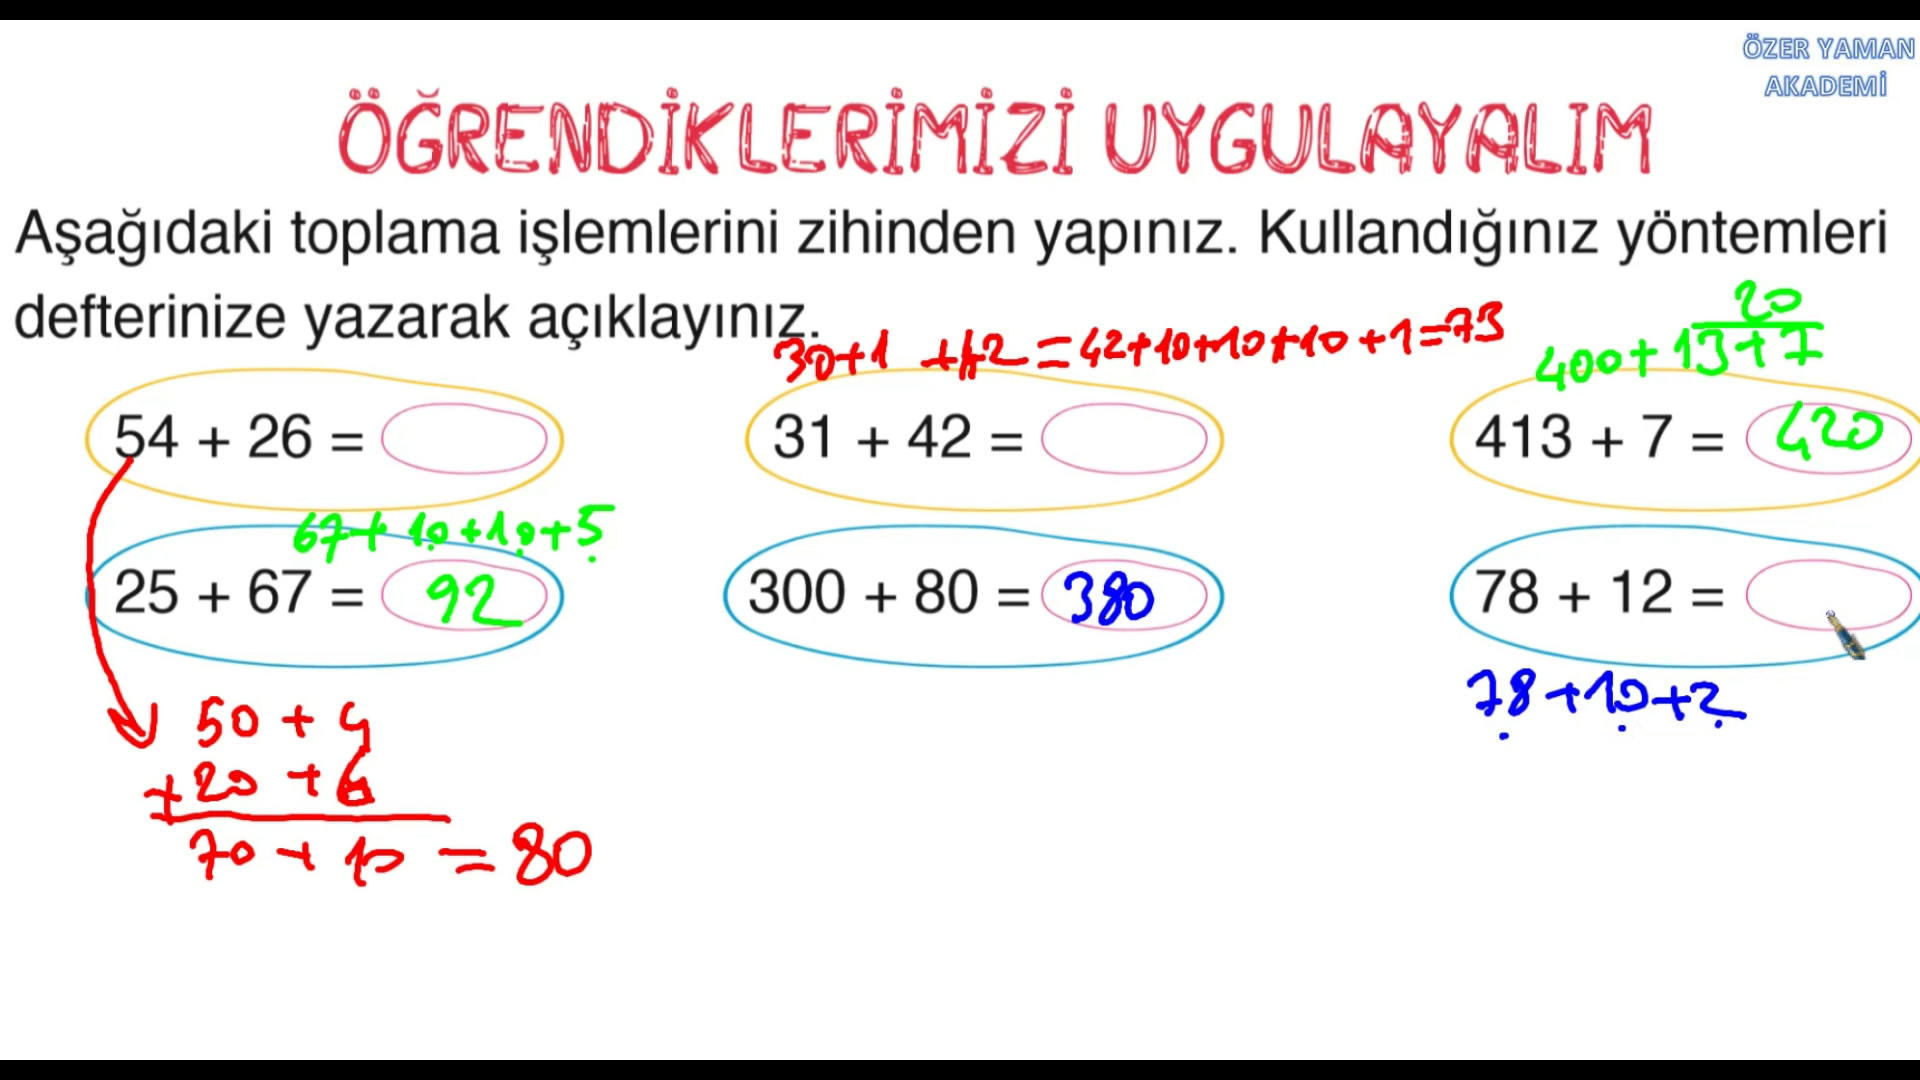 ÖZER YAMAN
AKADEMİ
ÖĞRENDİKLERİMİZİ UYGULAYALIM
Aşağıdaki toplama işlemlerini zihinden yapınız. Kullandığınız yöntemleri
defterinize yazarak açıklayınız.
30+1 +42=42+10+10+10+1=73
20
400+13+7
54 + 26 =
31 + 42 =
413 + 7 = 420
67+10+10+5
25 + 67 = 92
300 + 80 = 380
78 + 12 =
78+10+2
50 + 4
+20 + 6
70 + 10 = 80